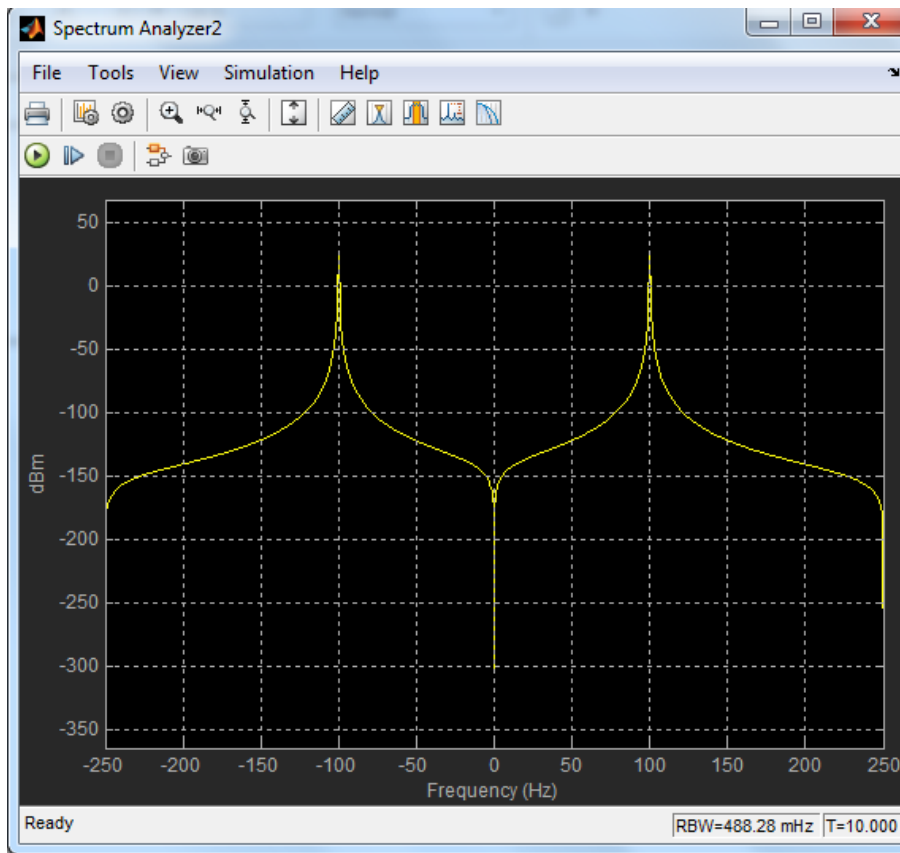 Spectrum Analyzer2
File Tools View Simulation Help
50
0
-50
-100
-150
-200
-250
-300
-350
dBm
-250 -200 -150 -100 -50 0 50 100 150 200 250
Frequency (Hz)
Ready RBW=488.28 mHz T=10.000